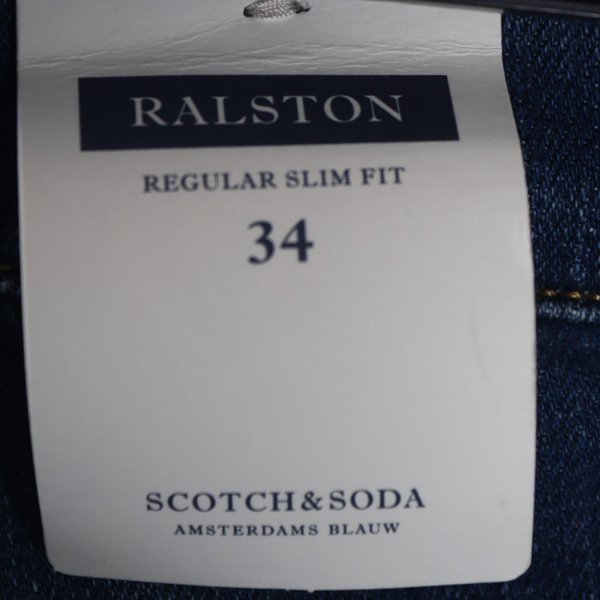 RALSTON
REGULAR SLIM FIT
34
SCOTCH & SODA
AMSTERDAMS BLAUW